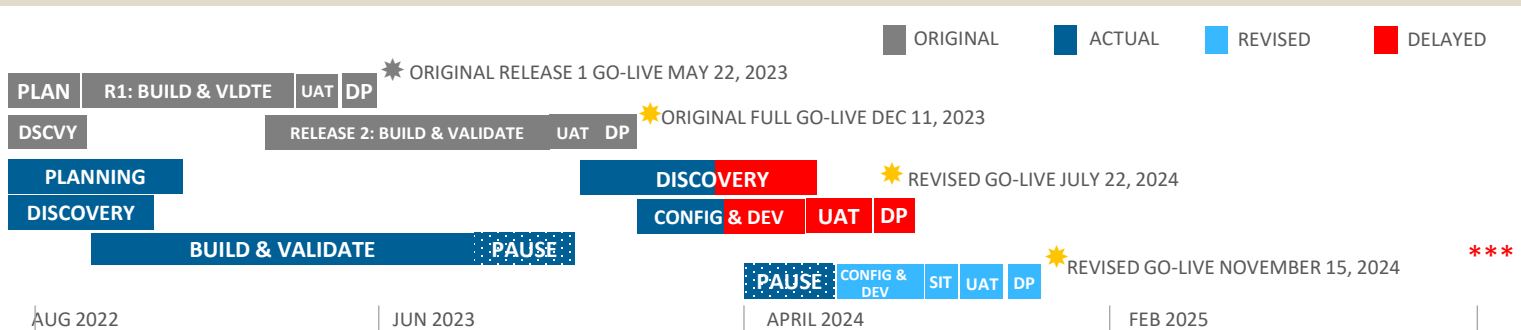 ORIGINAL ACTUAL REVISED DELAYED
ORIGINAL RELEASE 1 GO-LIVE MAY 22, 2023
PLAN R1: BUILD & VLDTE UAT DP
ORIGINAL FULL GO-LIVE DEC 11, 2023
DSCVY RELEASE 2: BUILD & VALIDATE UAT DP
PLANNING DISCOVERY REVISED GO-LIVE JULY 22, 2024
DISCOVERY CONFIG & DEV UAT DP
BUILD & VALIDATE PAUSE ***
REVISED GO-LIVE NOVEMBER 15, 2024
PAUSE CONFIG & SIT UAT DP
DEV
AUG 2022 JUN 2023 APRIL 2024 FEB 2025